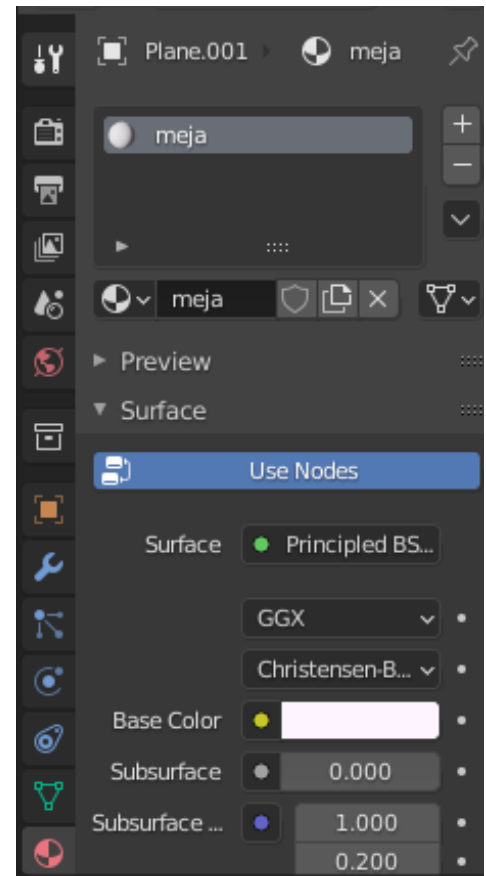 Plane.001 meja
meja
meja
Preview
Surface
Use Nodes
Surface Principled BS...
GGX
Christensen-B...
Base Color
Subsurface 0.000
Subsurface ... 1.000
0.200